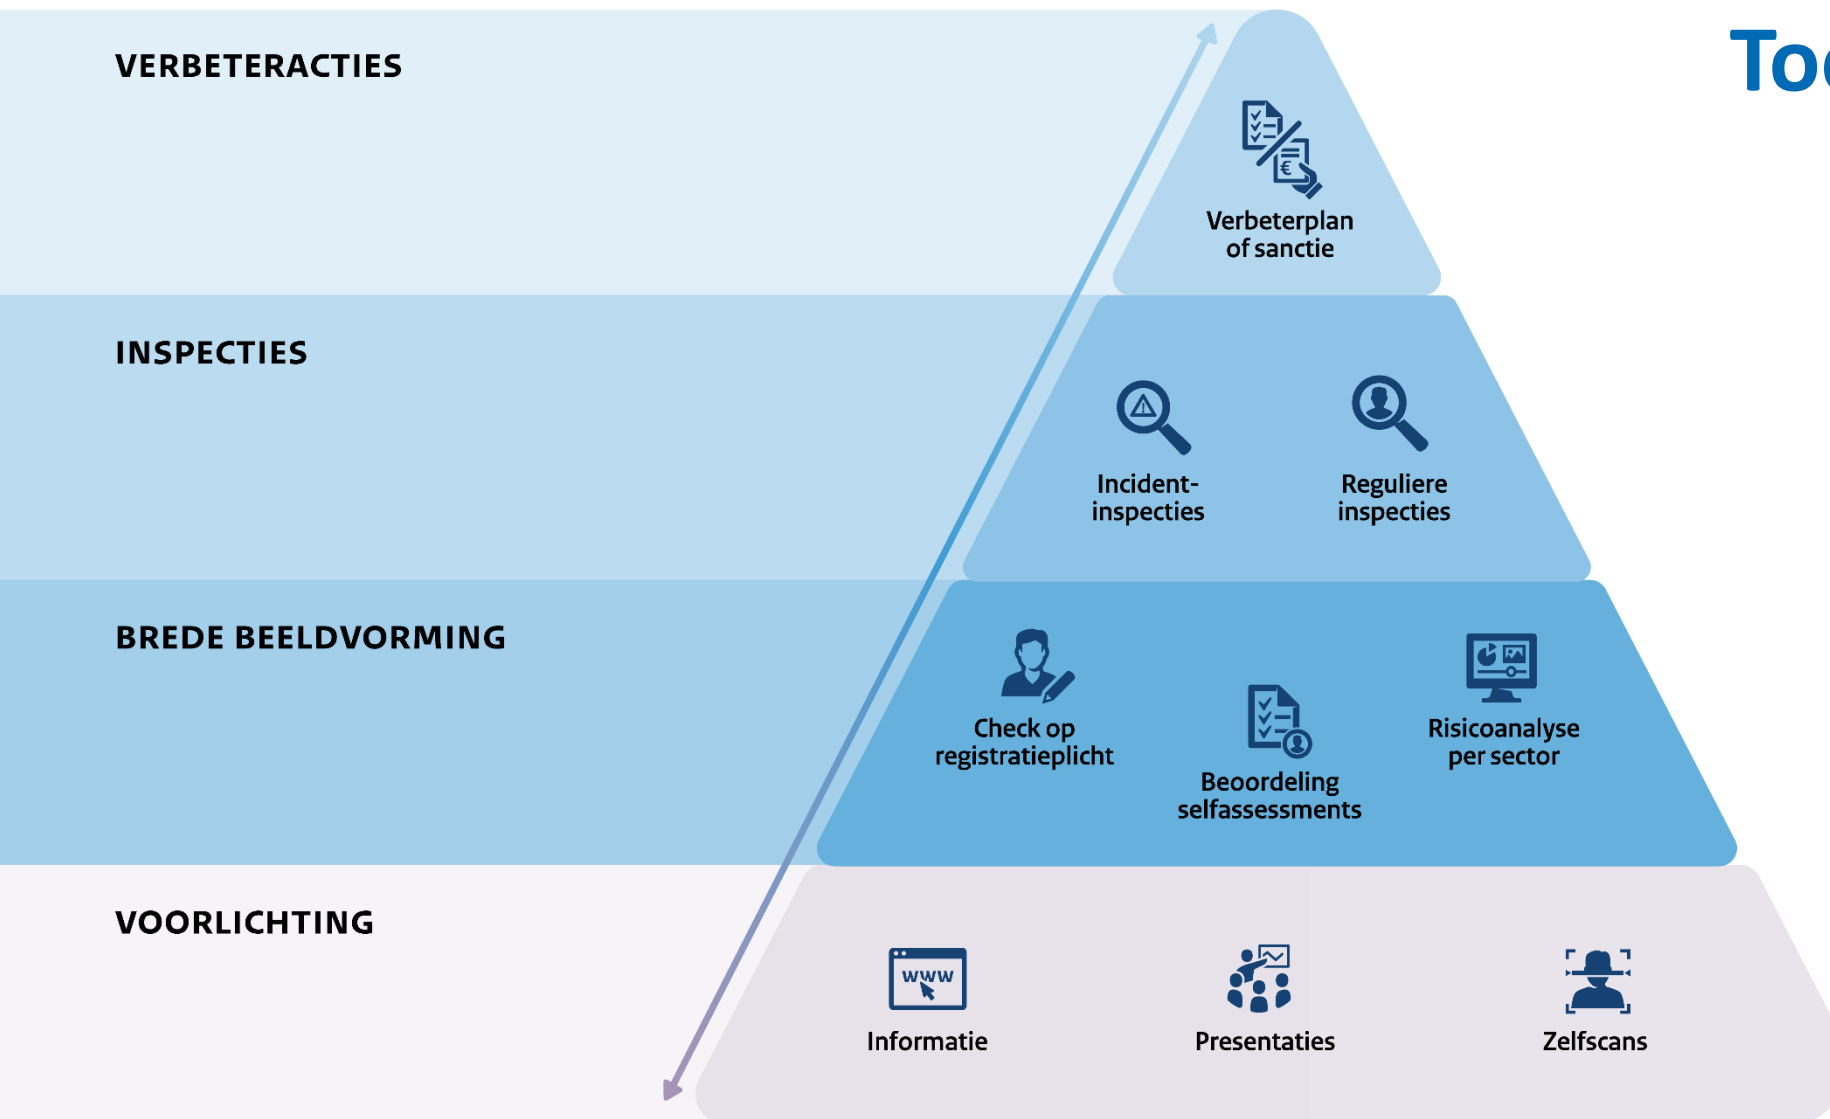 VERBETERACTIES
Verbeterplan
of sanctie
INSPECTIES
Incident-
inspecties
Reguliere
inspecties
BREDE BEELDVORMING
Check op
registratieplicht
Beoordeling
selfassessments
Risicoanalyse
per sector
VOORLICHTING
www
Informatie
Presentaties
Zelfscans